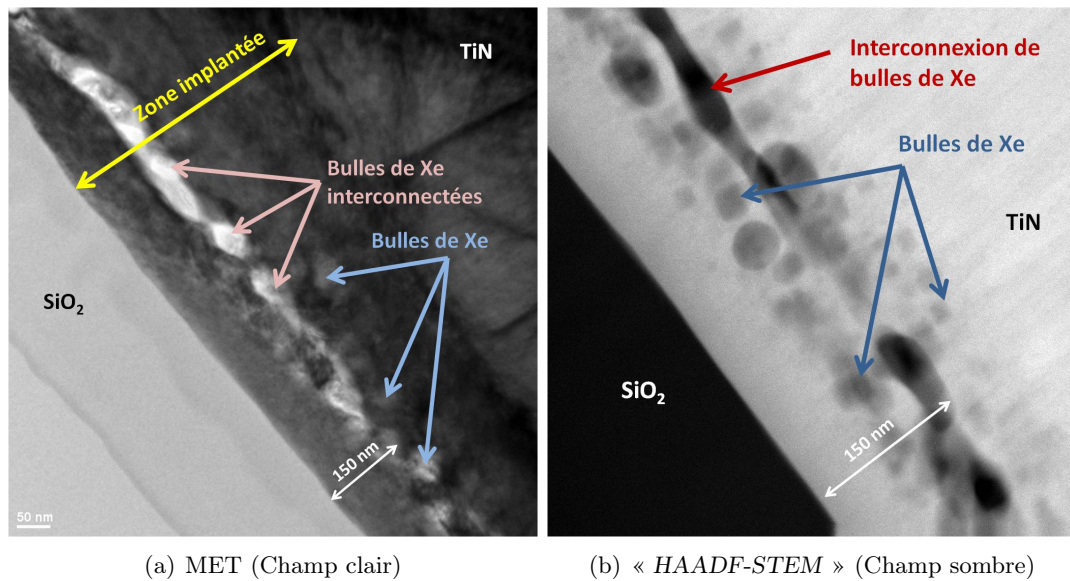 Zone implantée
TiN
Bulles de Xe
interconnectées
Bulles de Xe
SiO₂
150 nm
50 nm
(a) MET (Champ clair)
Interconnexion de
bulles de Xe
Bulles de Xe
TiN
SiO₂
150 nm
(b) « HAADF-STEM » (Champ sombre)